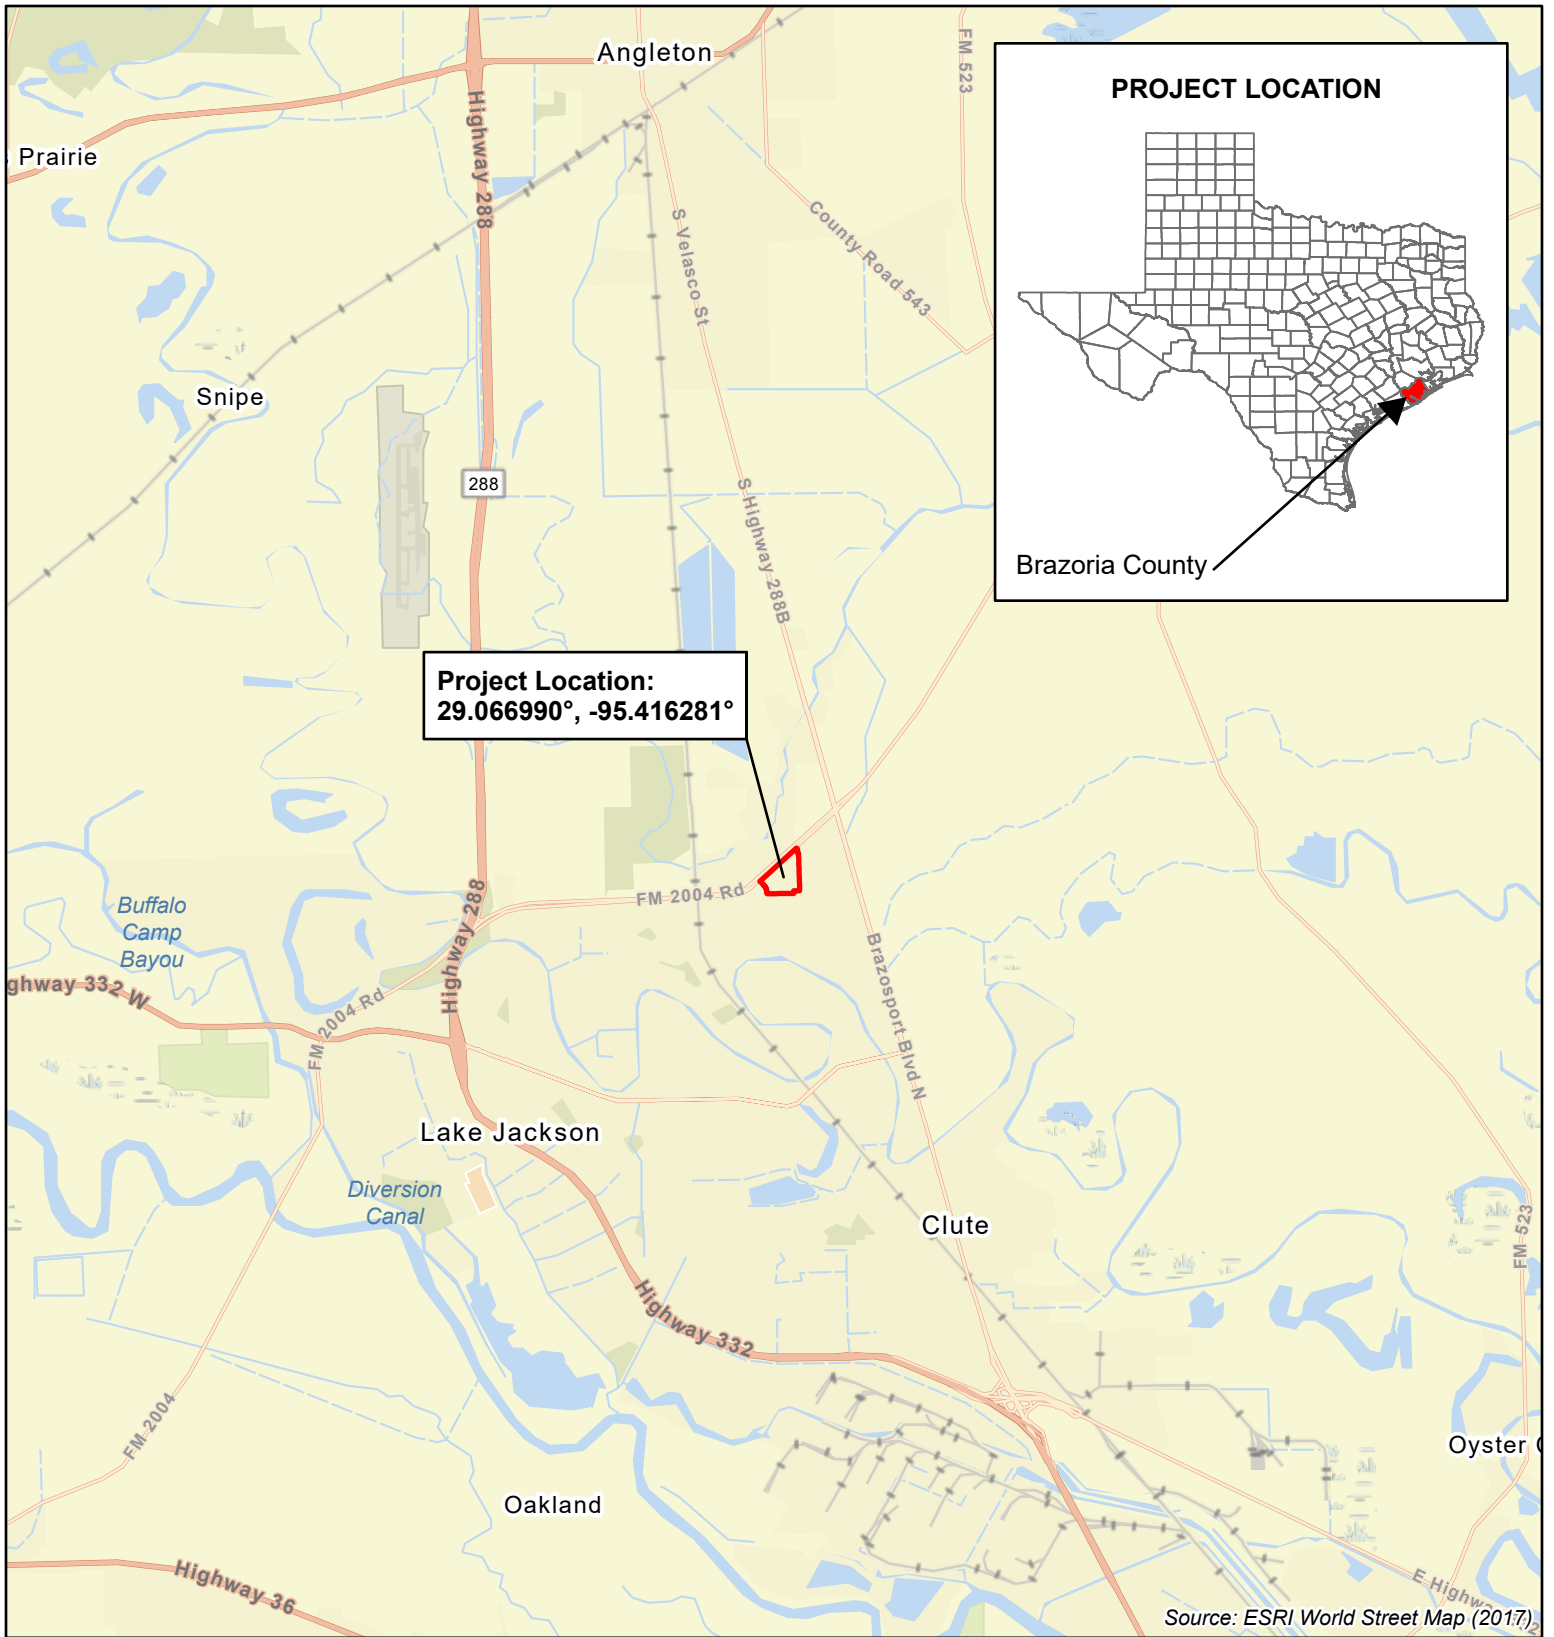 Angleton
FM 523
PROJECT LOCATION
Prairie
Highway 288
S Velasco St
County Road 543
Snipe
288
S Highway 288B
Brazoria County
Project Location:
29.066990°, -95.416281°
FM 2004 Rd
Highway 288
Buffalo
Camp
Bayou
ghway 332 W
FM 2004 Rd
Brazosport Blvd N
Lake Jackson
Diversion
Canal
Clute
FM 523
Highway 332
FM 2004
Oyster
Oakland
Highway 36
E Highw
Source: ESRI World Street Map (2017)